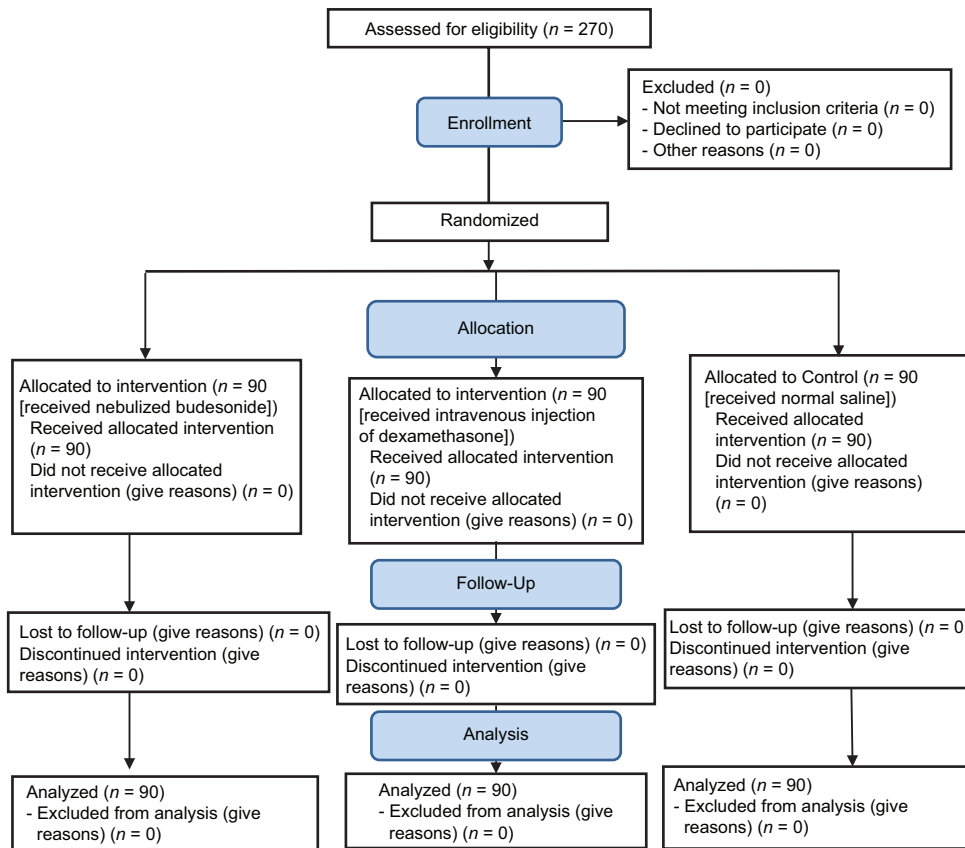 Assessed for eligibility (n = 270)
Excluded (n = 0)
- Not meeting inclusion criteria (n = 0)
- Declined to participate (n = 0)
- Other reasons (n = 0)
Enrollment
Randomized
Allocation
Allocated to intervention (n = 90
[received nebulized budesonide])
Received allocated intervention
(n = 90)
Did not receive allocated
intervention (give reasons) (n = 0)
Allocated to intervention (n = 90
[received intravenous injection
of dexamethasone])
Received allocated intervention
(n = 90)
Did not receive allocated
intervention (give reasons) (n = 0)
Allocated to Control (n = 90
[received normal saline])
Received allocated
intervention (n = 90)
Did not receive allocated
intervention (give reasons)
(n = 0)
Follow-Up
Lost to follow-up (give reasons) (n = 0)
Discontinued intervention (give
reasons) (n = 0)
Lost to follow-up (give reasons) (n = 0)
Discontinued intervention (give
reasons) (n = 0)
Lost to follow-up (give reasons) (n = 0
Discontinued intervention (give
reasons) (n = 0)
Analysis
Analyzed (n = 90)
- Excluded from analysis (give
reasons) (n = 0)
Analyzed (n = 90)
- Excluded from analysis (give
reasons) (n = 0)
Analyzed (n = 90)
- Excluded from analysis (give
reasons) (n = 0)